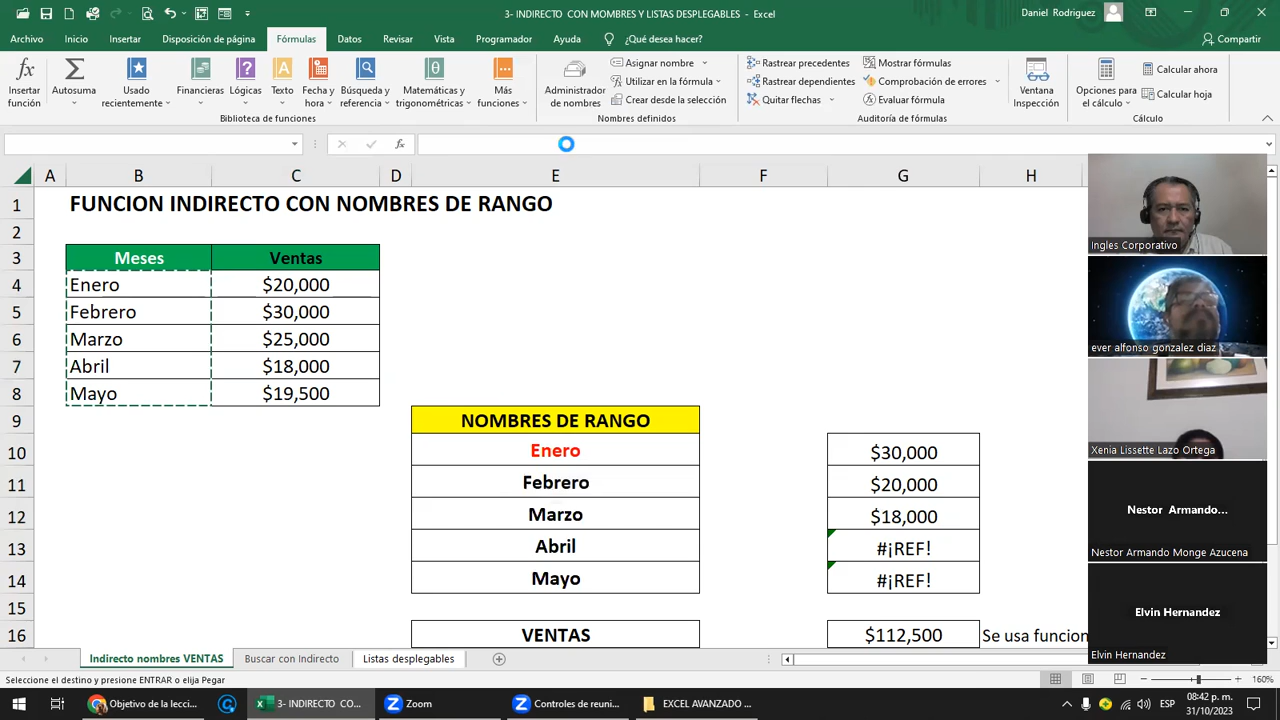 3- INDIRECTO CON MOMBRES Y LISTAS DESPLEGABLES - Excel
Daniel Rodriguez
Archivo Inicio Insertar Disposición de página Fórmulas Datos Revisar Vista Programador Ayuda ¿Qué desea hacer? Compartir
Insertar función
Autosuma
Usado recientemente
Financieras
Lógicas
Texto
Fecha y hora
Búsqueda y referencia
Matemáticas y trigonométricas
Más funciones
Biblioteca de funciones
Administrador de nombres
Asignar nombre
Utilizar en la fórmula
Crear desde la selección
Nombres definidos
Rastrear precedentes
Rastrear dependientes
Quitar flechas
Mostrar fórmulas
Comprobación de errores
Evaluar fórmula
Auditoría de fórmulas
Ventana Inspección
Opciones para el cálculo
Calcular ahora
Calcular hoja
Cálculo
fx
A B C D E F G H
1 FUNCION INDIRECTO CON NOMBRES DE RANGO
2
3 Meses Ventas
4 Enero $20,000
5 Febrero $30,000
6 Marzo $25,000
7 Abril $18,000
8 Mayo $19,500
9 NOMBRES DE RANGO
10 Enero $30,000
11 Febrero $20,000
12 Marzo $18,000
13 Abril #¡REF!
14 Mayo #¡REF!
15
16 VENTAS $112,500 Se usa funcion
Ingles Corporativo
ever alfonso gonzalez diaz
Xenia Lissette Lazo Ortega
Nestor Armando...
Nestor Armando Monge Azucena
Elvin Hernandez
Elvin Hernandez
Indirecto nombres VENTAS Buscar con Indirecto Listas desplegables
Seleccione el destino y presione ENTRAR o elija Pegar
160%
Objetivo de la lecci...
3- INDIRECTO CO...
Zoom
Controles de reuni...
EXCEL AVANZADO ...
ESP
08:42 p. m.
31/10/2023